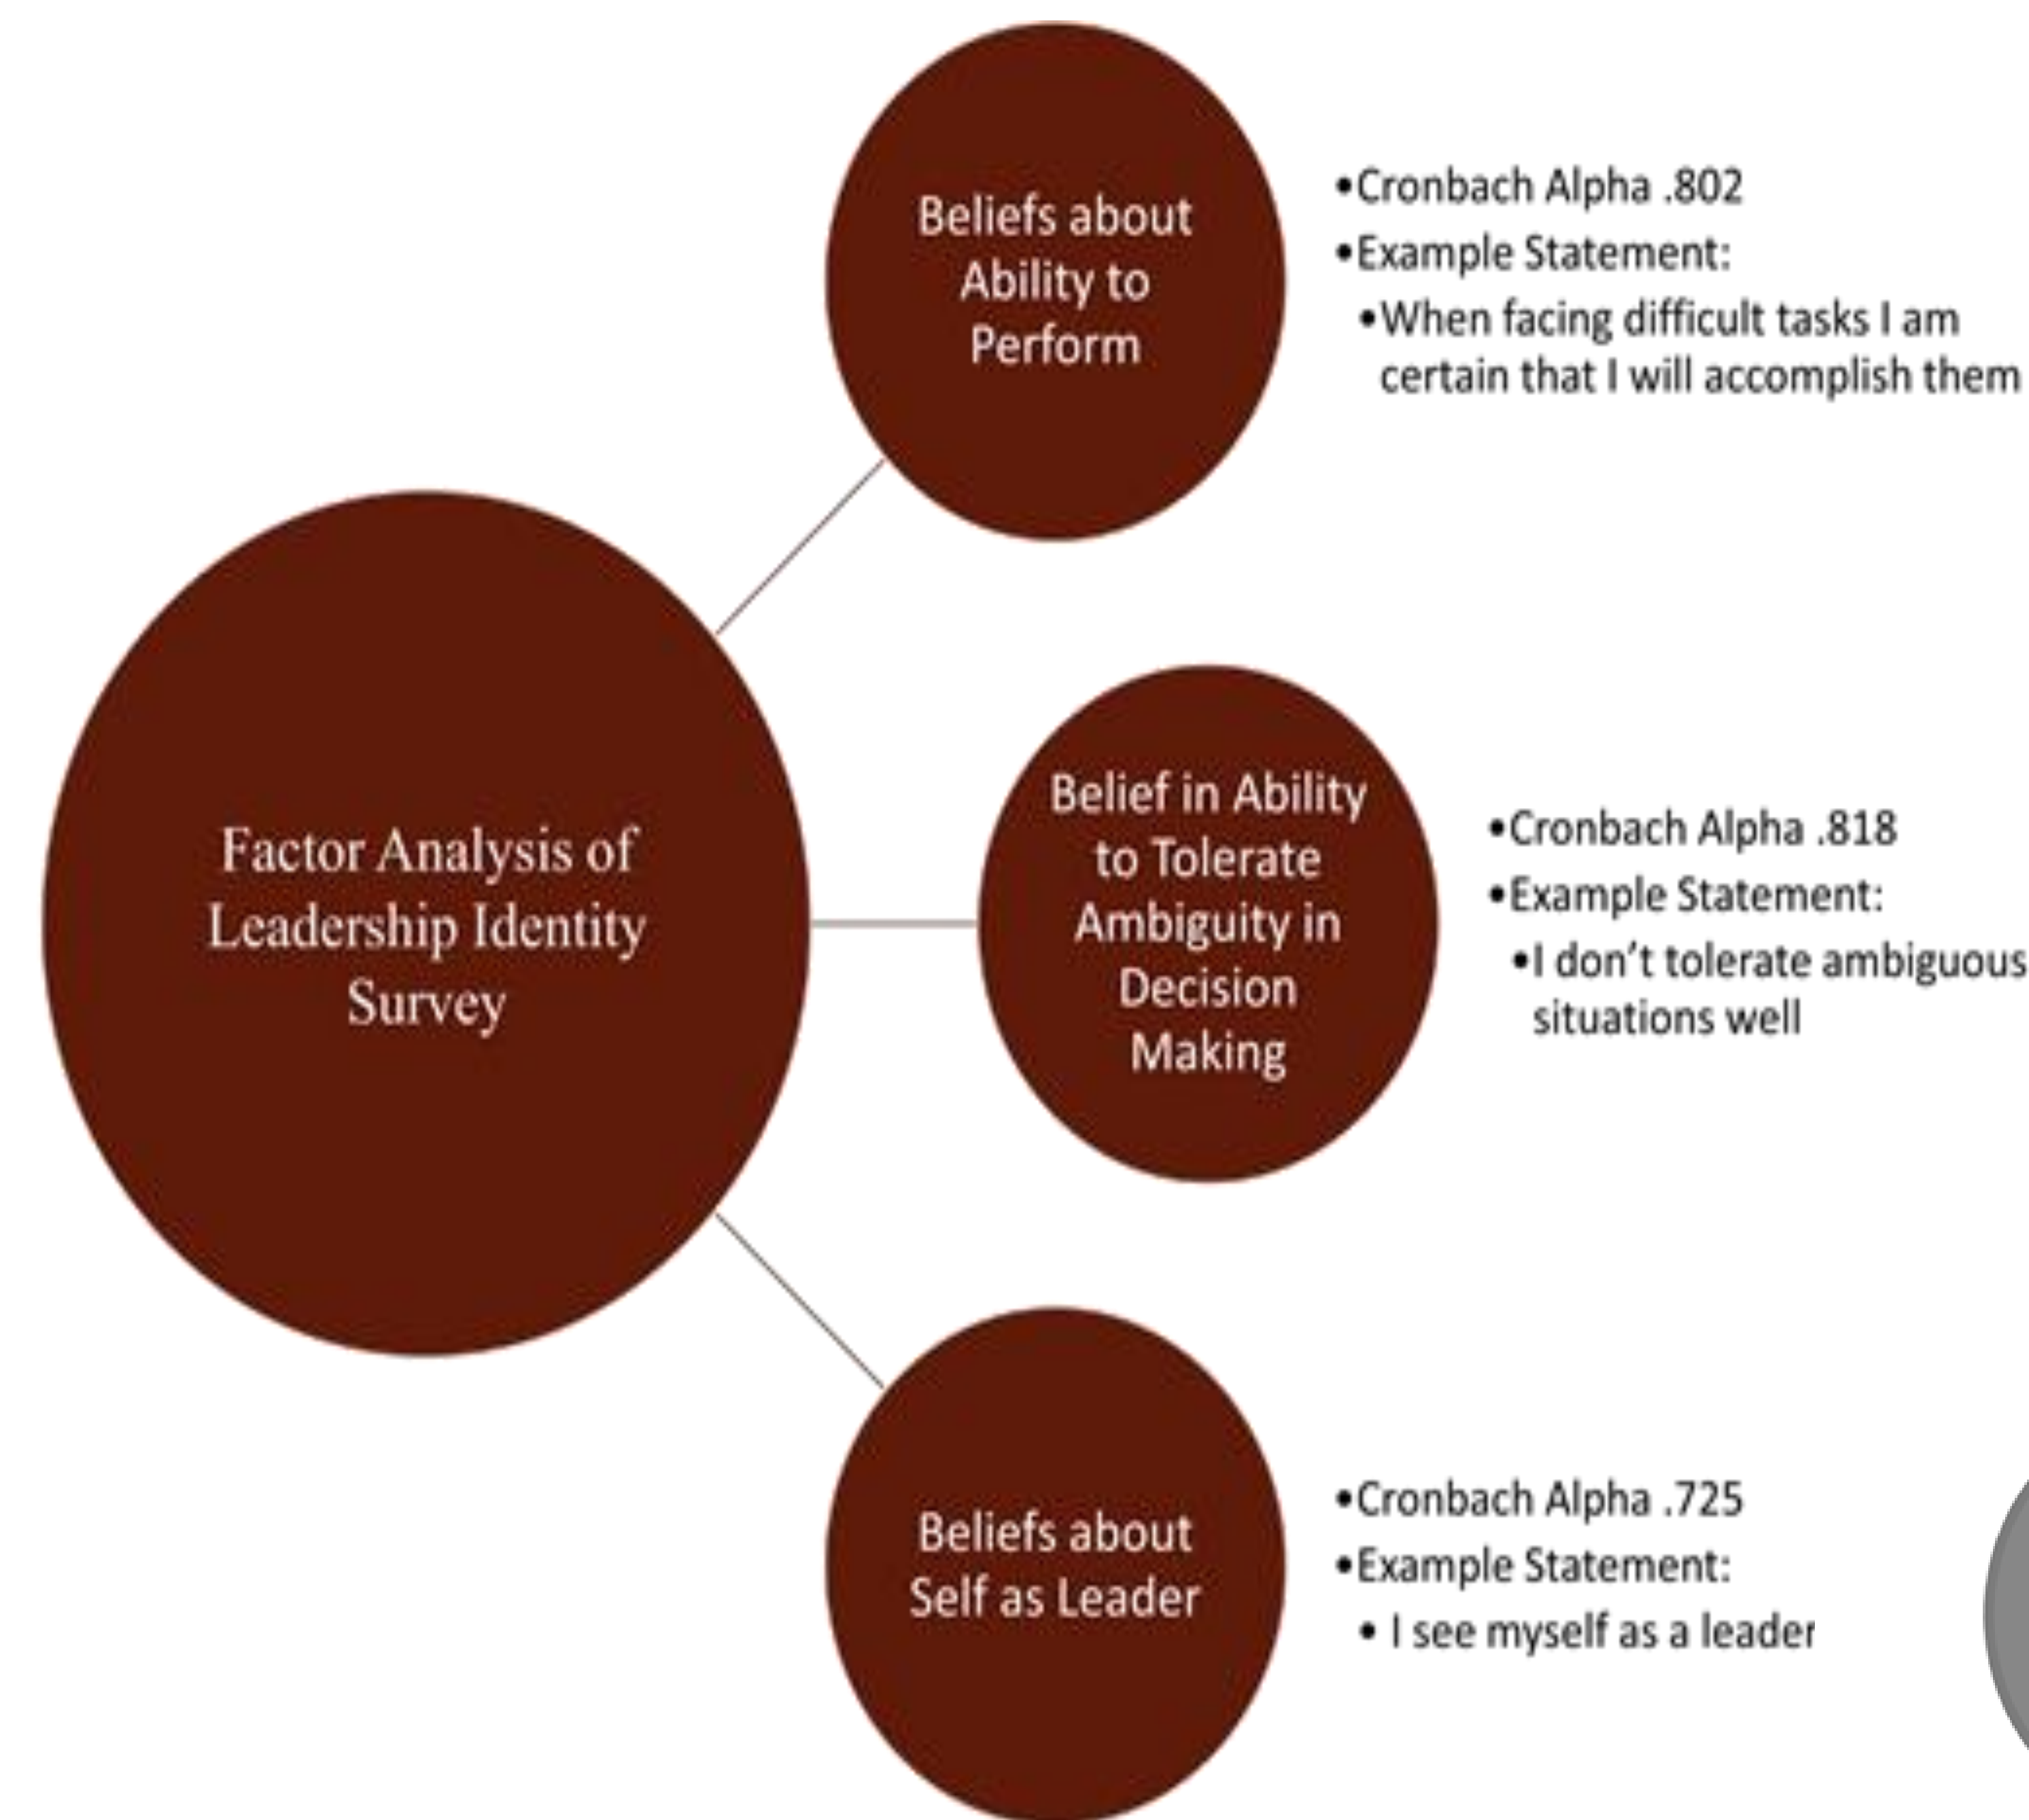 Beliefs about
Ability to
Perform
•Cronbach Alpha .802
•Example Statement:
•When facing difficult tasks I am
certain that I will accomplish them
Factor Analysis of
Leadership Identity
Survey
Belief in Ability
to Tolerate
Ambiguity in
Decision
Making
•Cronbach Alpha .818
•Example Statement:
•I don’t tolerate ambiguous
situations well
Beliefs about
Self as Leader
•Cronbach Alpha .725
•Example Statement:
• I see myself as a leader